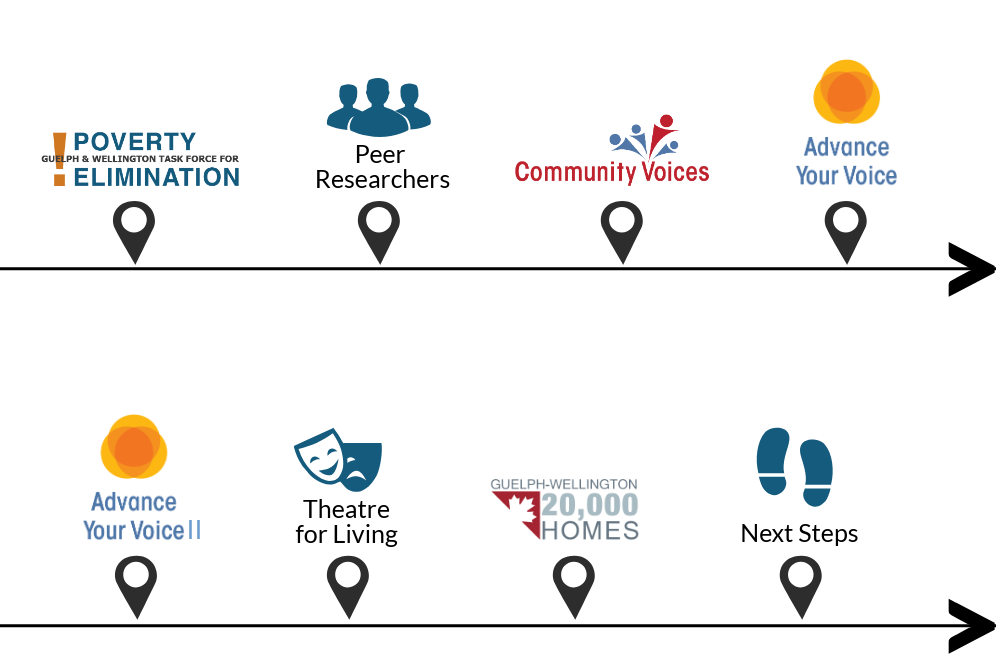 POVERTY
GUELPH & WELLINGTON TASK FORCE FOR
ELIMINATION
Peer
Researchers
Community Voices
Advance
Your Voice
Advance
Your Voice II
Theatre
for Living
GUELPH-WELLINGTON
20,000
HOMES
Next Steps